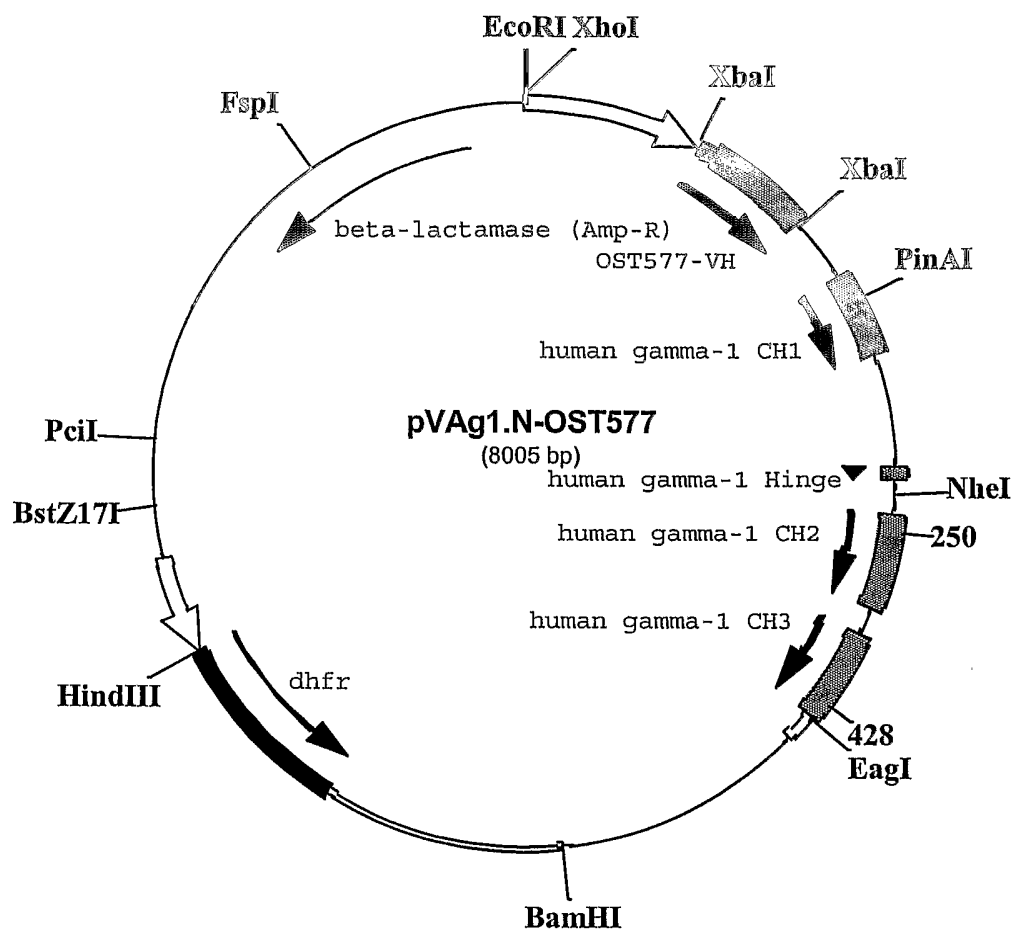 EcoRI XhoI
XbaI
FspI
XbaI
beta-lactamase (Amp-R)
OST577-VH
PinAI
human gamma-1 CH1
pVAg1.N-OST577
(8005 bp)
PciI
human gamma-1 Hinge
NheI
BstZ17I
human gamma-1 CH2
250
human gamma-1 CH3
dhfr
HindIII
428
EagI
BamHI